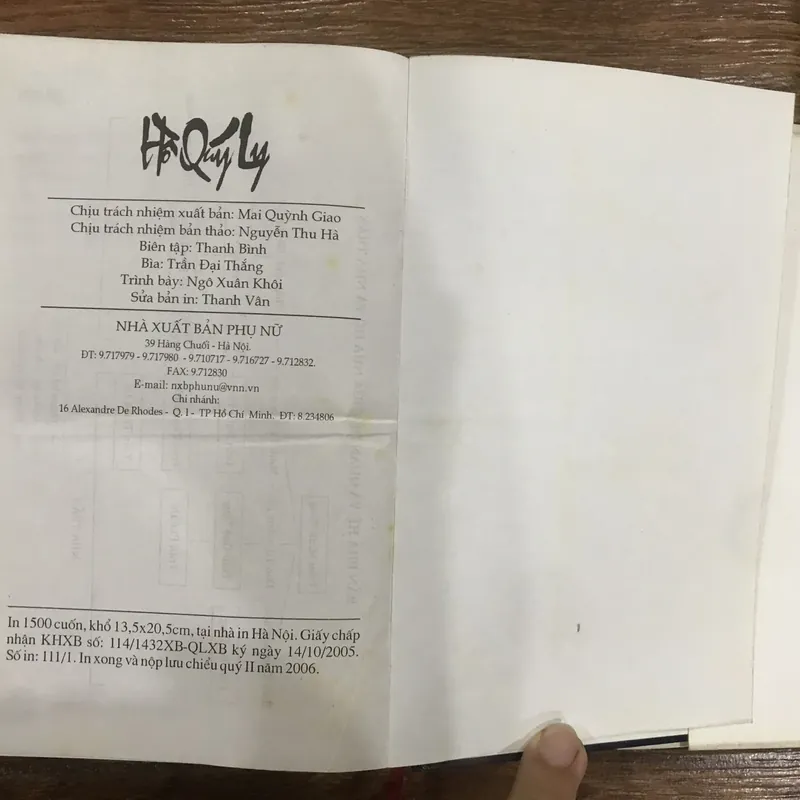 Hồ Quý Ly
Chịu trách nhiệm xuất bản: Mai Quỳnh Giao
Chịu trách nhiệm bản thảo: Nguyễn Thu Hà
Biên tập: Thanh Bình
Bìa: Trần Đại Thắng
Trình bày: Ngô Xuân Khôi
Sửa bản in: Thanh Vân
NHÀ XUẤT BẢN PHỤ NỮ
39 Hàng Chuối - Hà Nội.
ĐT: 9.717979 - 9.717980 - 9.710717 - 9.716727 - 9.712832.
FAX: 9.712830
E-mail: nxbphunu@vnn.vn
Chi nhánh:
16 Alexandre De Rhodes - Q. 1 - TP Hồ Chí Minh. ĐT: 8.234806
In 1500 cuốn, khổ 13,5x20,5cm, tại nhà in Hà Nội. Giấy chấp
nhận KHXB số: 114/1432XB-QLXB ký ngày 14/10/2005.
Số in: 111/1. In xong và nộp lưu chiểu quý II năm 2006.